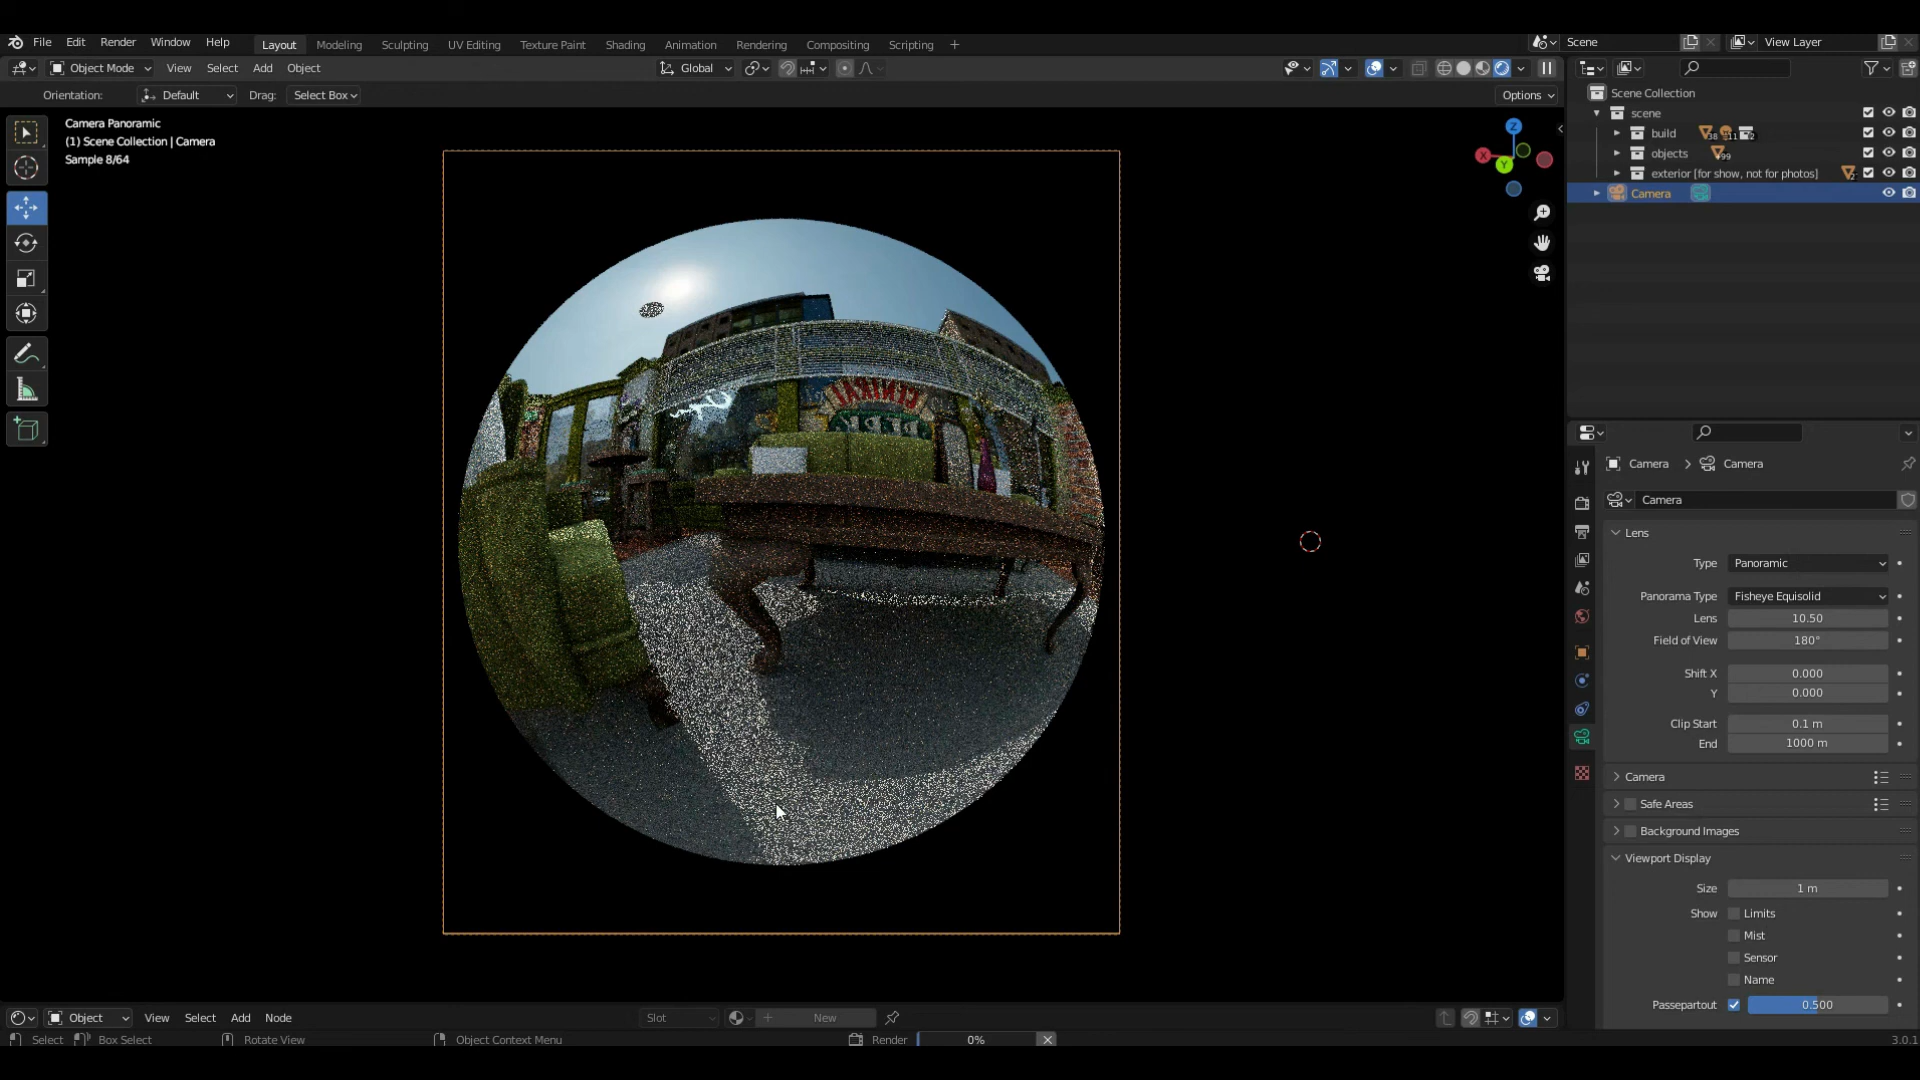 File Edit Render Window Help Layout Modeling Sculpting UV Editing Texture Paint Shading Animation Rendering Compositing Scripting + Scene View Layer
Object Mode View Select Add Object Global
Orientation: Default Drag: Select Box Options
Camera Panoramic
(1) Scene Collection | Camera
Sample 8/64
X
Y
Z
CENTRAL
PERK
Scene Collection
scene
build 38 11 2
objects +99
exterior [for show, not for photos]
Camera
Camera > Camera
Camera
Lens
Type Panoramic
Panorama Type Fisheye Equisolid
Lens 10.50
Field of View 180°
Shift X 0.000
Y 0.000
Clip Start 0.1 m
End 1000 m
Camera
Safe Areas
Background Images
Viewport Display
Size 1 m
Show Limits
Mist
Sensor
Name
Passepartout 0.500
Object View Select Add Node Slot New
Select Box Select Rotate View Object Context Menu Render 0% 3.0.1